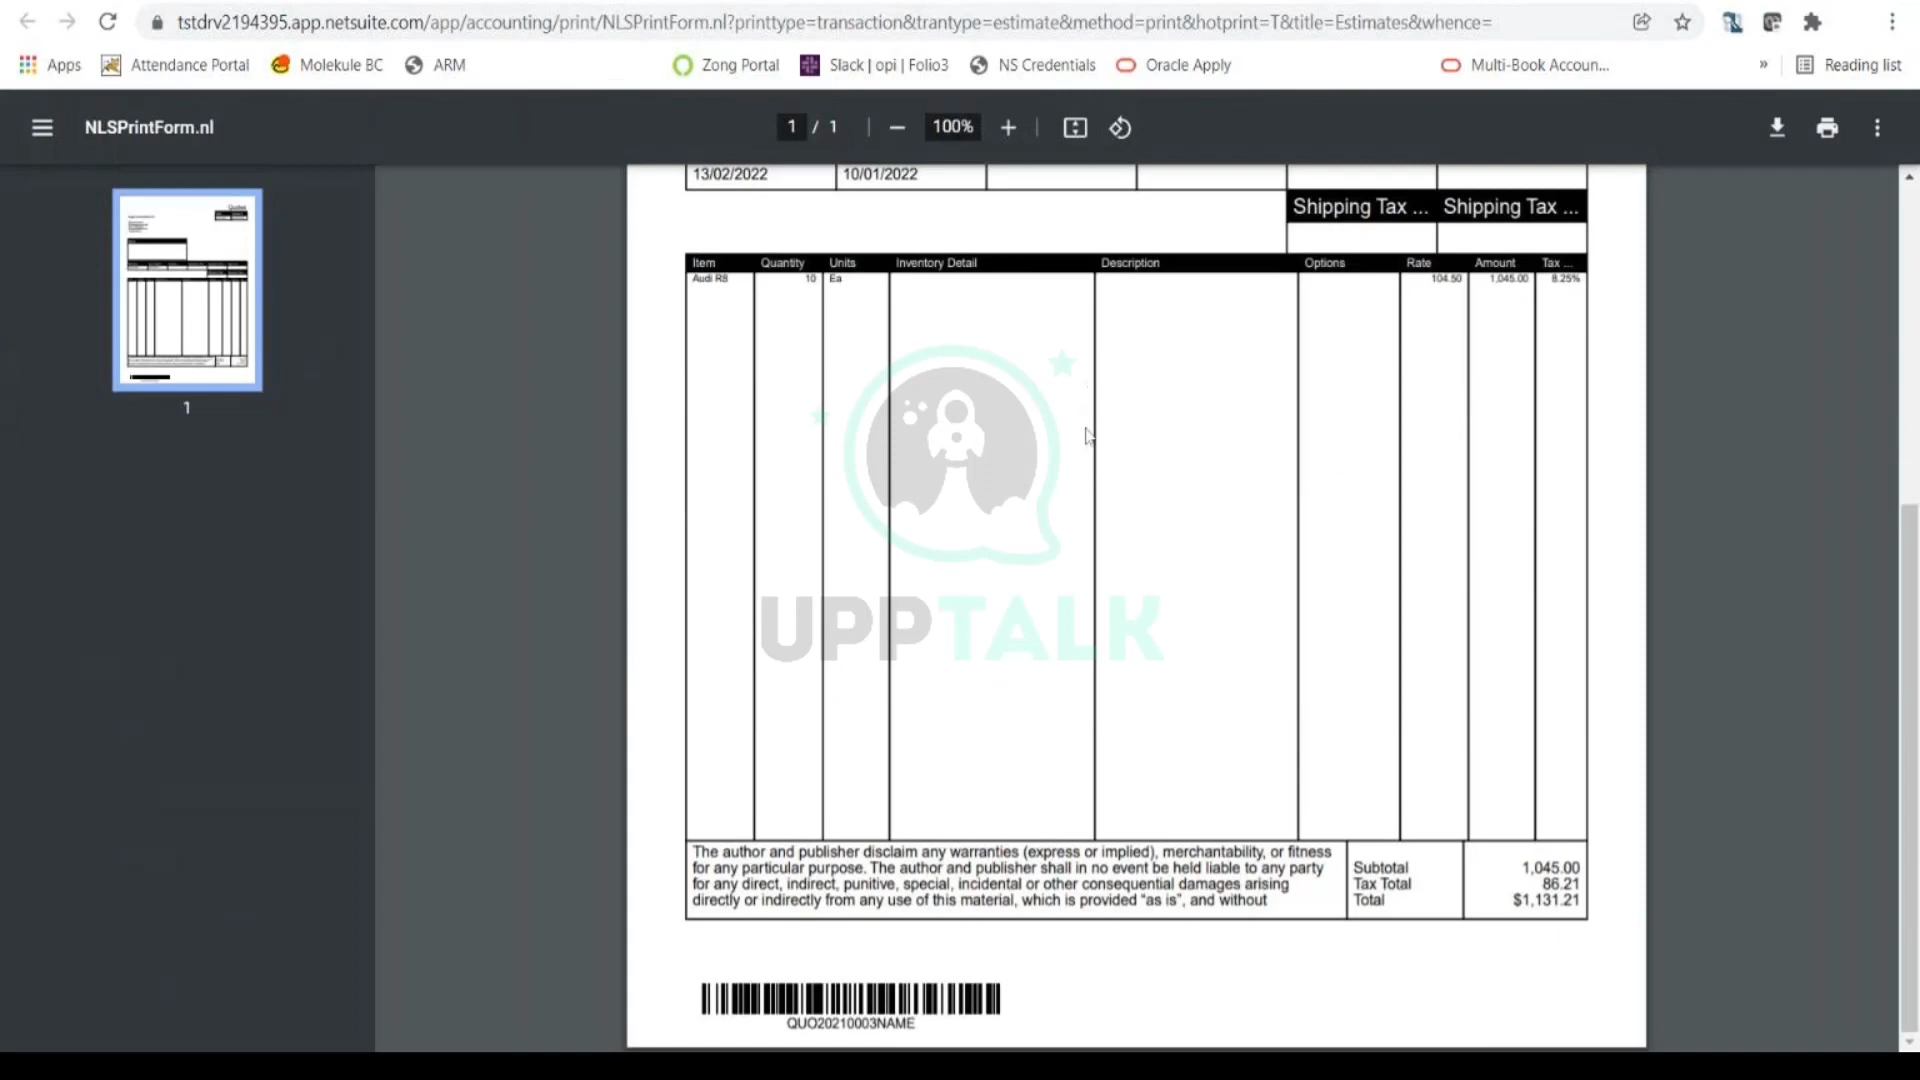 tstdrv2194395.app.netsuite.com/app/accounting/print/NLSPrintForm.nl?printtype=transaction&trantype=estimate&method=print&hotprint=T&title=Estimates&whence=
Apps Attendance Portal Molekule BC ARM Zong Portal Slack | opi | Folio3 NS Credentials Oracle Apply Multi-Book Accoun... » Reading list
NLSPrintForm.nl 1 / 1 100%
13/02/2022 10/01/2022
Shipping Tax ... Shipping Tax ...
Item Quantity Units Inventory Detail Description Options Rate Amount Tax ...
Audi R8 10 Ea 104.50 1,045.00 8.25%
1
UPPTALK
The author and publisher disclaim any warranties (express or implied), merchantability, or fitness
for any particular purpose. The author and publisher shall in no event be held liable to any party
for any direct, indirect, punitive, special, incidental or other consequential damages arising
directly or indirectly from any use of this material, which is provided “as is”, and without
Subtotal 1,045.00
Tax Total 86.21
Total $1,131.21
QUO20210003NAME